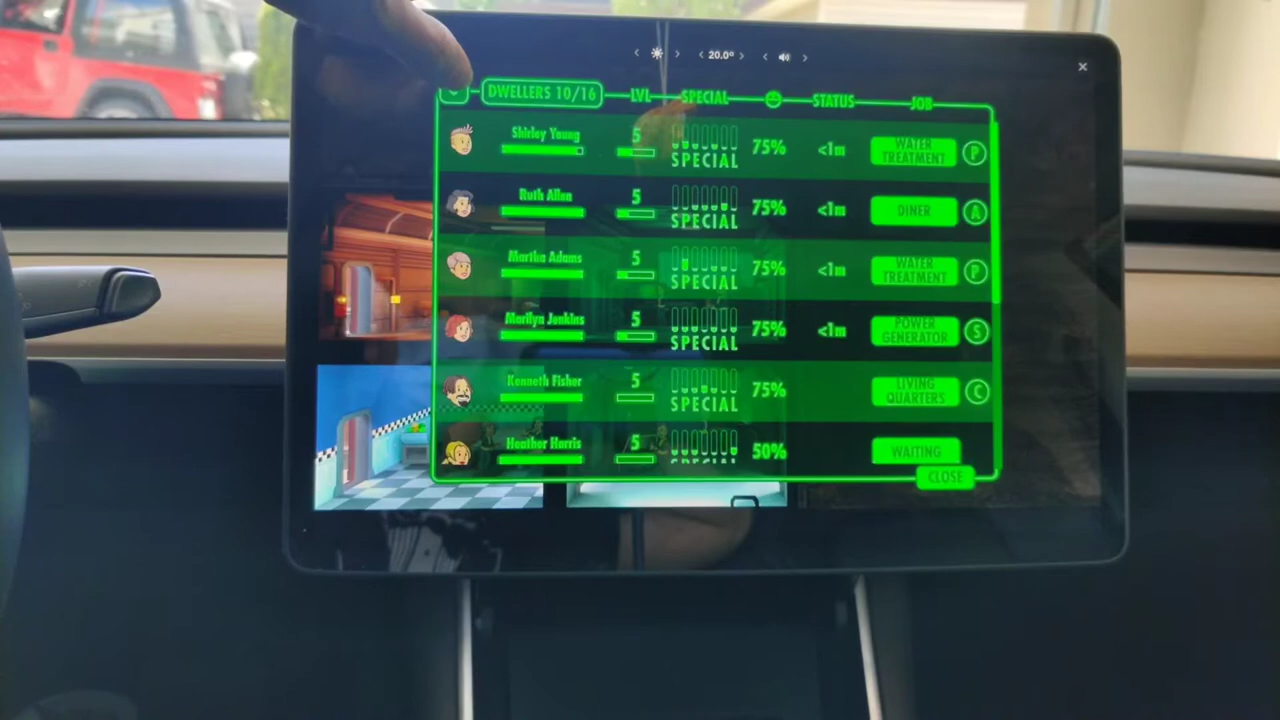 20.0°
DWELLERS 10/16 LVL SPECIAL STATUS JOB
Shirley Young 5 SPECIAL 75% <1m WATER TREATMENT P
Ruth Allen 5 SPECIAL 75% <1m DINER A
Martha Adams 5 SPECIAL 75% <1m WATER TREATMENT P
Marilyn Jenkins 5 SPECIAL 75% <1m POWER GENERATOR S
Kenneth Fisher 5 SPECIAL 75% LIVING QUARTERS C
Heather Harris 5 SPECIAL 50% WAITING
CLOSE